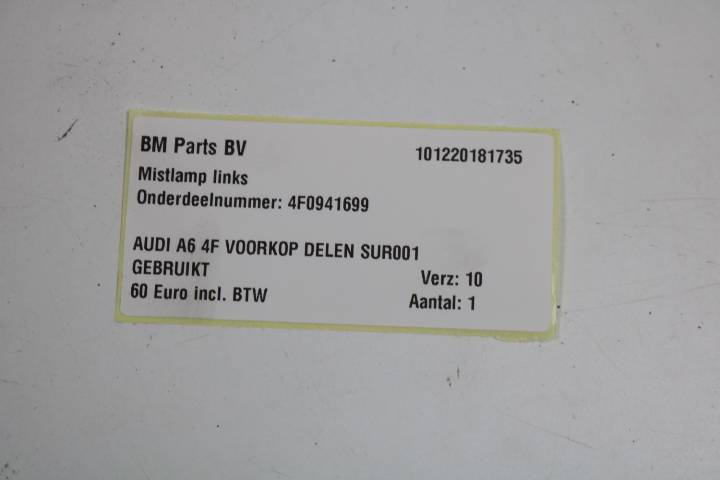 BM Parts BV 101220181735
Mistlamp links
Onderdeelnummer: 4F0941699
AUDI A6 4F VOORKOP DELEN SUR001
GEBRUIKT Verz: 10
60 Euro incl. BTW Aantal: 1